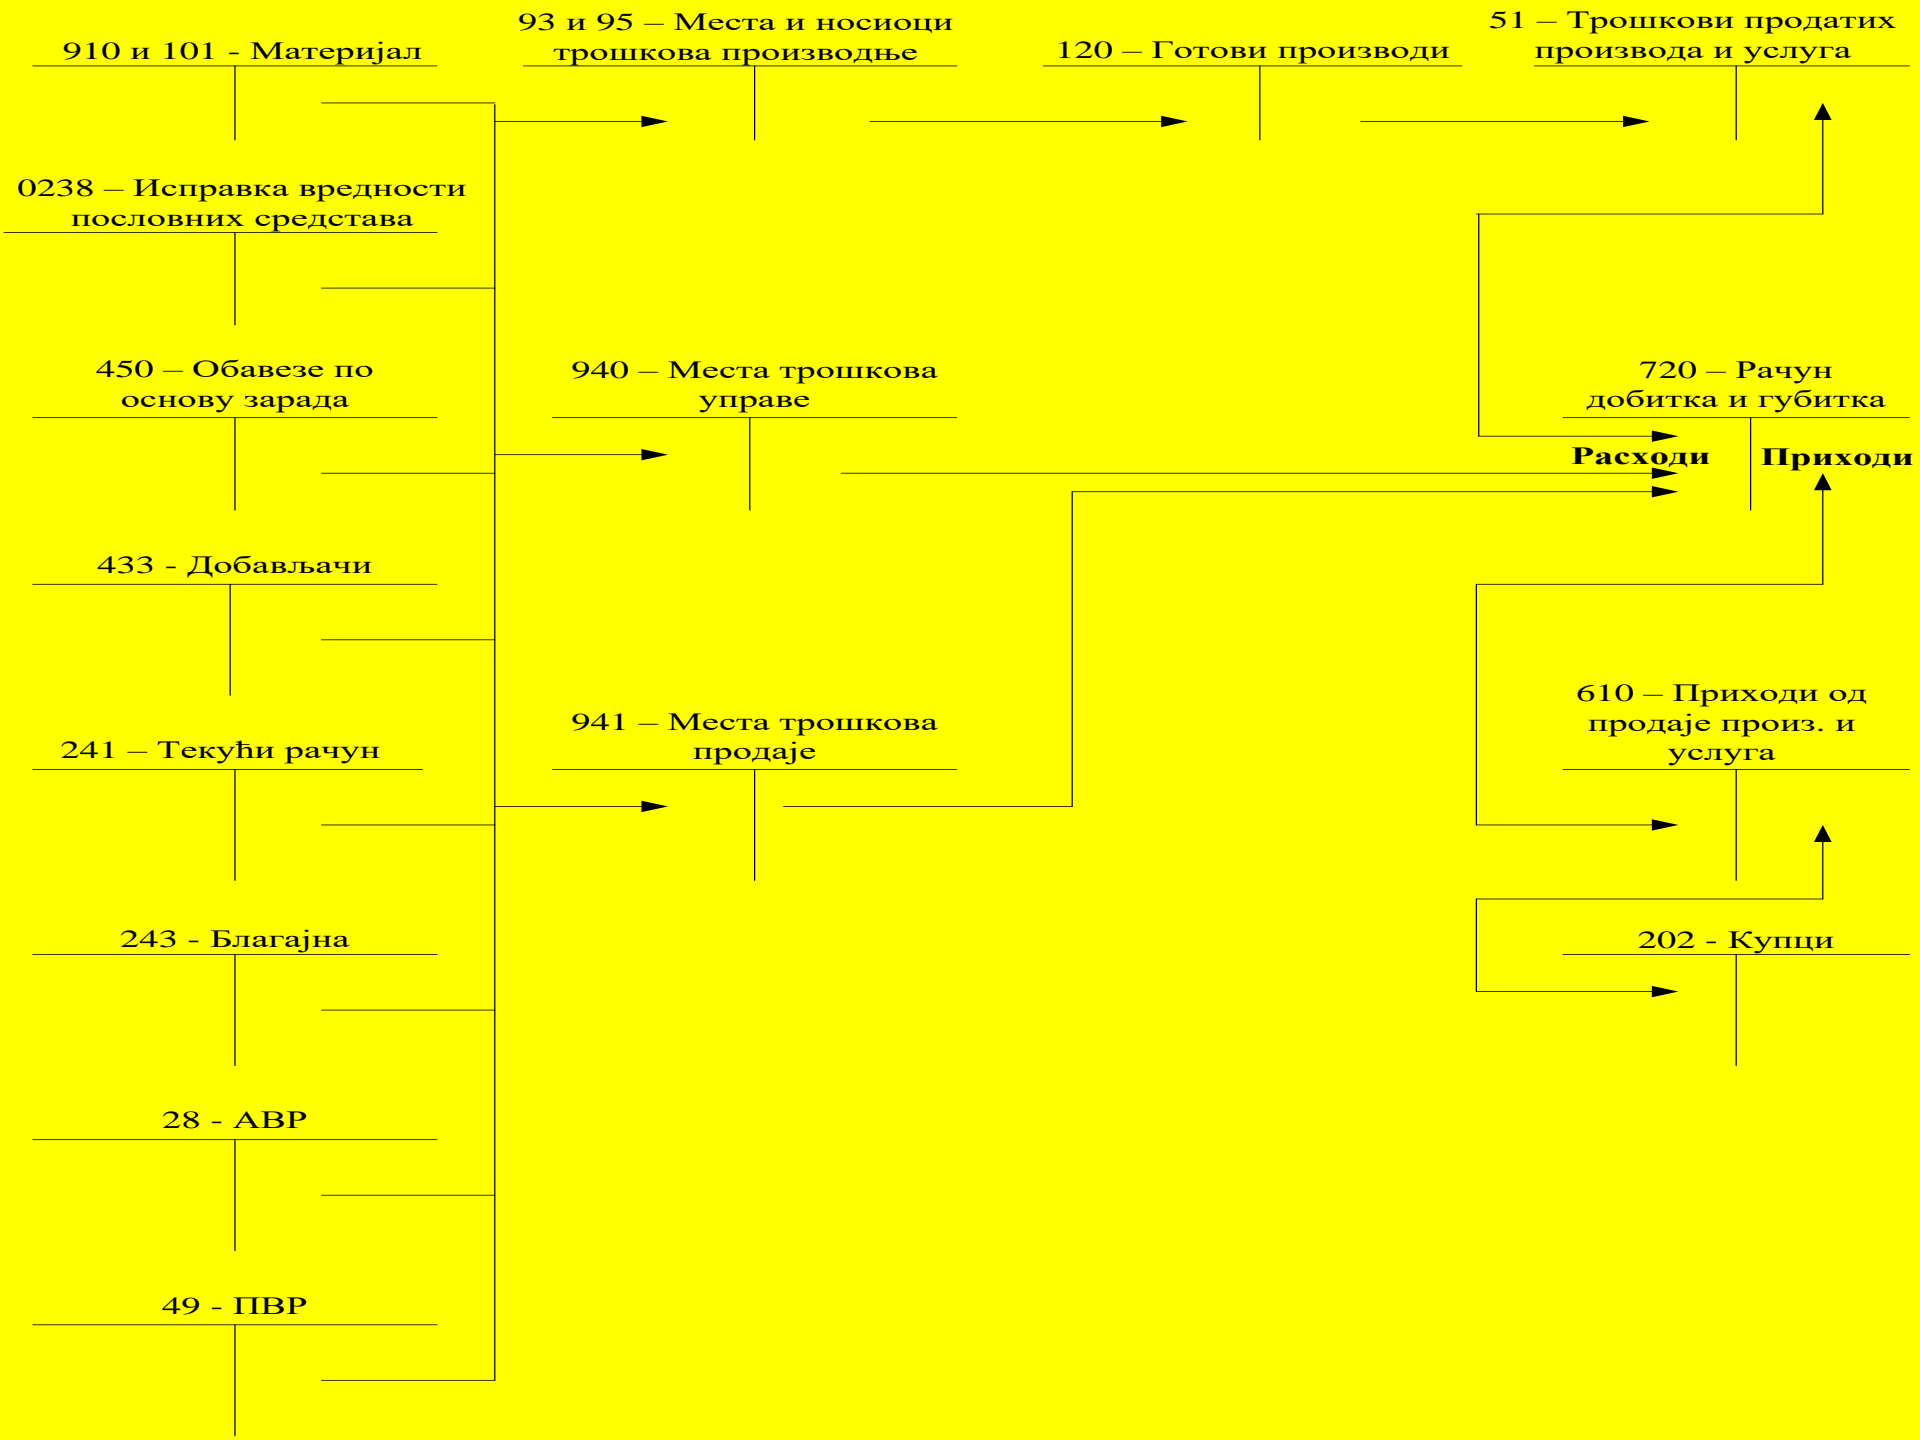 910 и 101 - Материјал
93 и 95 – Места и носиоци
трошкова производње
120 – Готови производи
51 – Трошкови продатих
производа и услуга
0238 – Исправка вредности
пословних средстава
450 – Обавезе по
основу зарада
940 – Места трошкова
управе
720 – Рачун
добитка и губитка
Расходи
Приходи
433 - Добављачи
241 – Текући рачун
941 – Места трошкова
продаје
610 – Приходи од
продаје произ. и
услуга
243 - Благајна
202 - Купци
28 - АВР
49 - ПВР